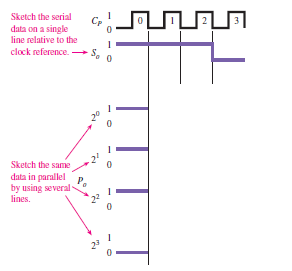 Sketch the serial
data on a single
line relative to the
clock reference.
Cp 1 0
0 1 2 3
So 1 0
2^0 1 0
2^1 1 0
Sketch the same
data in parallel
by using several
lines.
Po
2^2 1 0
2^3 1 0